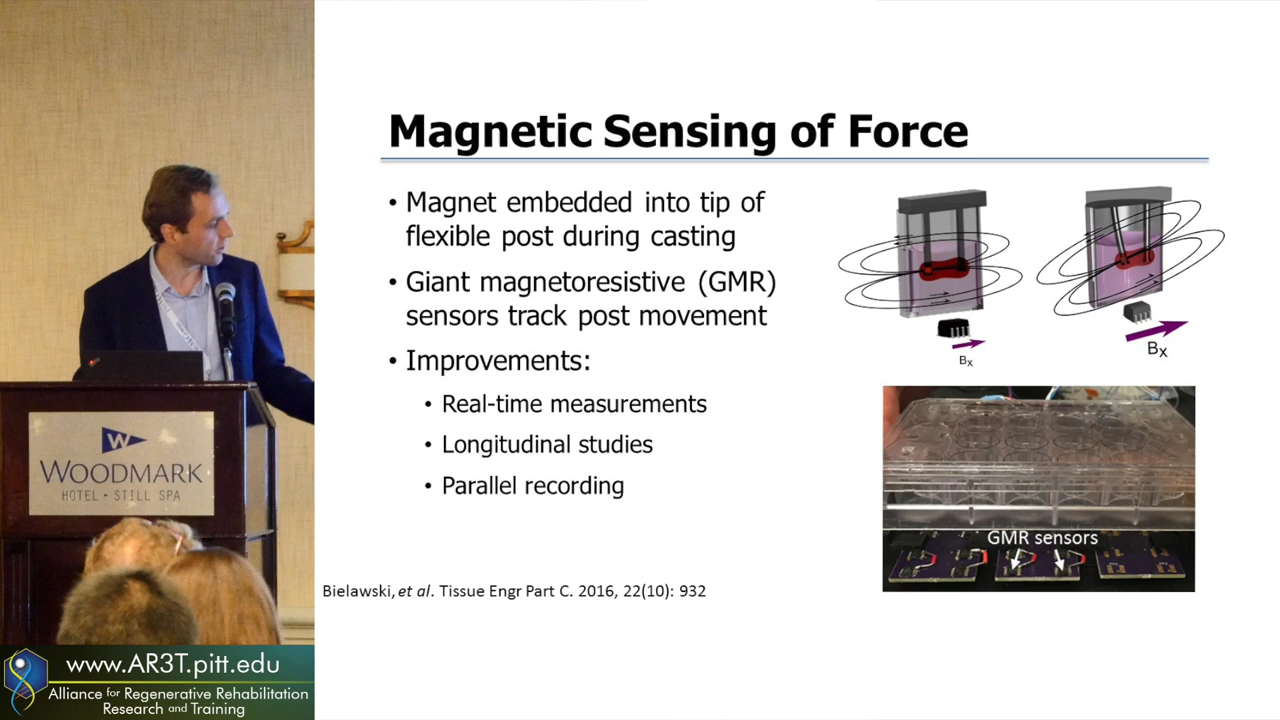 Magnetic Sensing of Force
• Magnet embedded into tip of
flexible post during casting
• Giant magnetoresistive (GMR)
sensors track post movement
• Improvements:
• Real-time measurements
• Longitudinal studies
• Parallel recording
Bx
Bx
GMR sensors
Bielawski, et al. Tissue Engr Part C. 2016, 22(10): 932
W
WOODMARK
HOTEL • STILL SPA
www.AR3T.pitt.edu
Alliance for Regenerative Rehabilitation
Research and Training